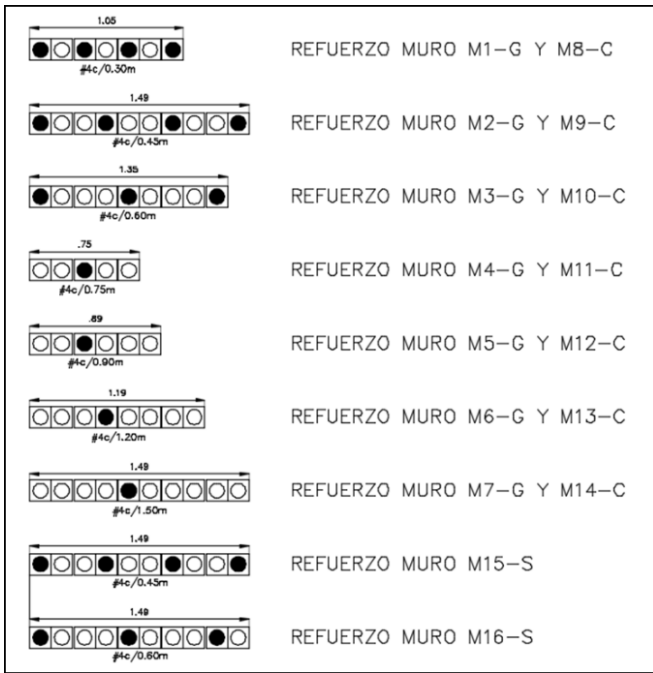 1.05
#4c/0.30m
REFUERZO MURO M1-G Y M8-C
1.49
#4c/0.45m
REFUERZO MURO M2-G Y M9-C
1.35
#4c/0.60m
REFUERZO MURO M3-G Y M10-C
.75
#4c/0.75m
REFUERZO MURO M4-G Y M11-C
.89
#4c/0.90m
REFUERZO MURO M5-G Y M12-C
1.19
#4c/1.20m
REFUERZO MURO M6-G Y M13-C
1.49
#4c/1.50m
REFUERZO MURO M7-G Y M14-C
1.49
#4c/0.45m
REFUERZO MURO M15-S
1.49
#4c/0.60m
REFUERZO MURO M16-S